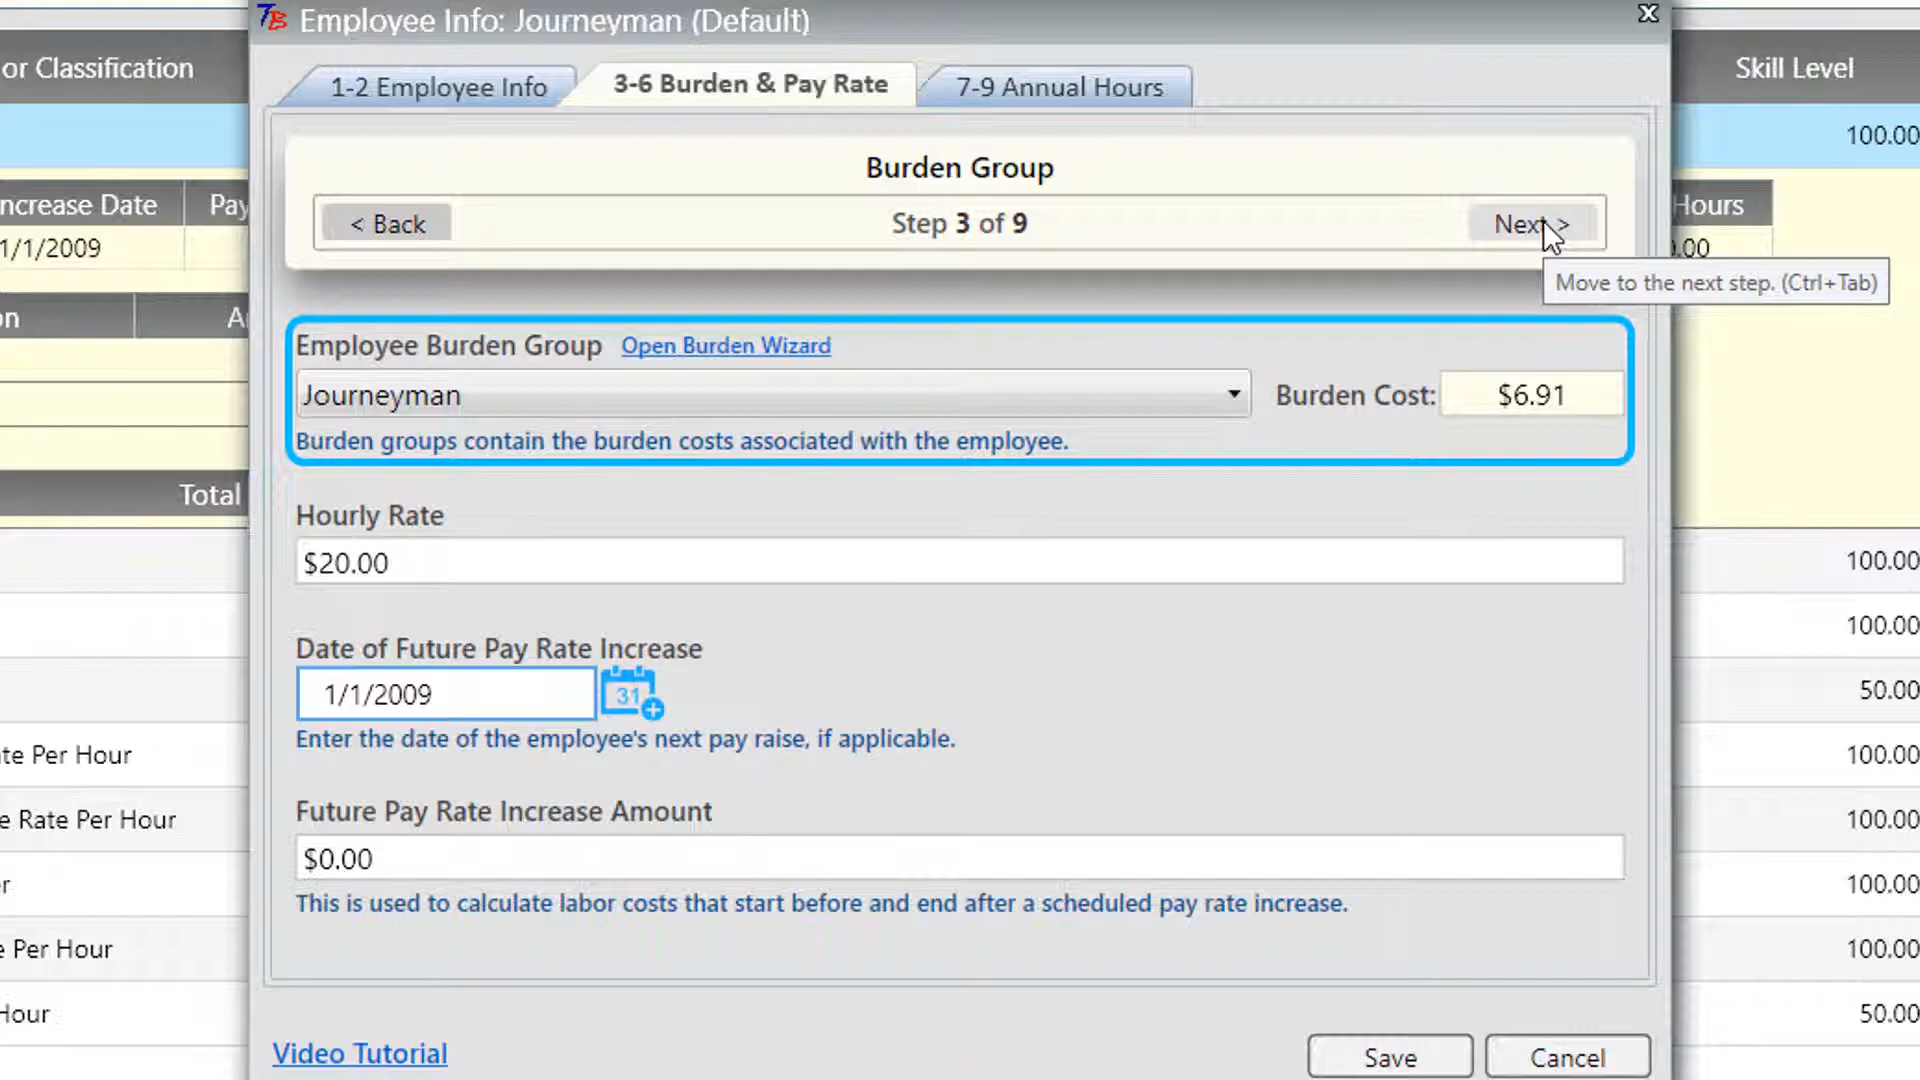 Employee Info: Journeyman (Default)
1-2 Employee Info
3-6 Burden & Pay Rate
7-9 Annual Hours
Burden Group
< Back
Step 3 of 9
Next >
Move to the next step. (Ctrl+Tab)
Employee Burden Group Open Burden Wizard
Journeyman
Burden Cost: $6.91
Burden groups contain the burden costs associated with the employee.
Hourly Rate
$20.00
Date of Future Pay Rate Increase
1/1/2009
31
Enter the date of the employee's next pay raise, if applicable.
Future Pay Rate Increase Amount
$0.00
This is used to calculate labor costs that start before and end after a scheduled pay rate increase.
Video Tutorial
Save
Cancel
or Classification
ncrease Date
Pay
1/1/2009
on
A
Total
te Per Hour
e Rate Per Hour
r
e Per Hour
Hour
Skill Level
100.00
Hours
0.00
100.00
100.00
50.00
100.00
100.00
100.00
100.00
50.00